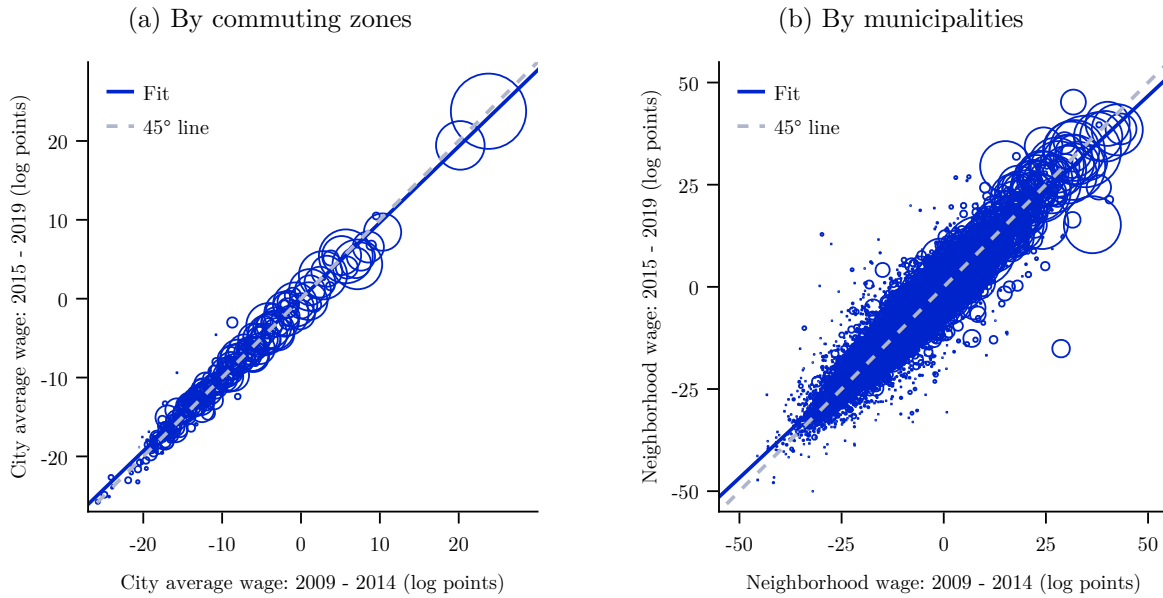 (a) By commuting zones
City average wage: 2015 - 2019 (log points)
Fit
45° line
20
10
0
-10
-20
-20
-10
0
10
20
City average wage: 2009 - 2014 (log points)
(b) By municipalities
Neighborhood wage: 2015 - 2019 (log points)
Fit
45° line
50
25
0
-25
-50
-50
-25
0
25
50
Neighborhood wage: 2009 - 2014 (log points)